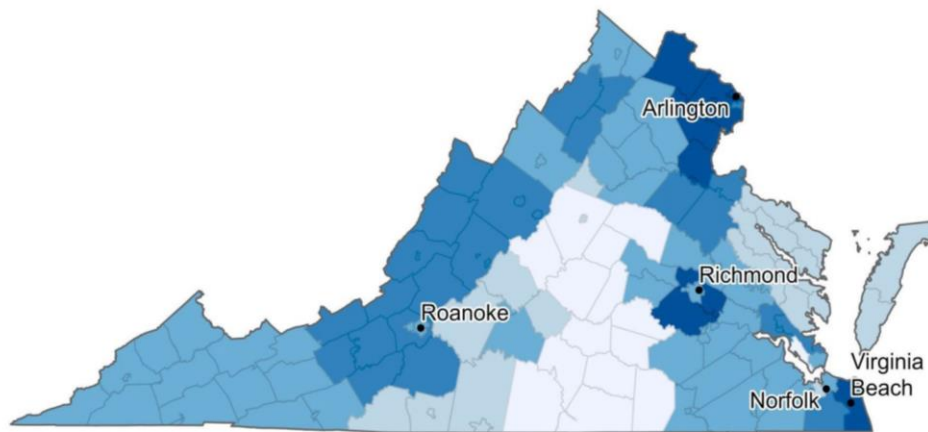 Arlington
Richmond
Roanoke
Virginia
Beach
Norfolk